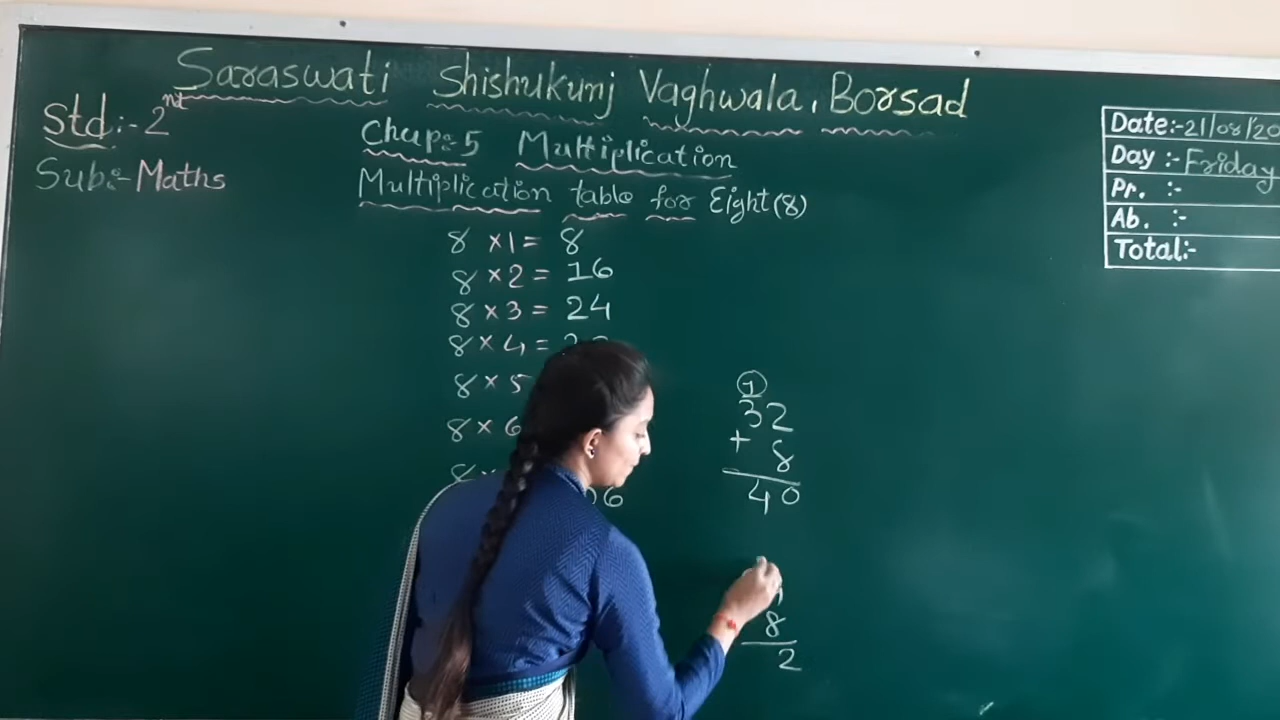 Saraswati Shishukunj Vaghwala, Borsad
Std:-2nd
Sub:-Maths
Chap:-5 Multiplication
Multiplication table for Eight(8)
Date:-21/08/20
Day :-Friday
Pr. :-
Ab. :-
Total:-
8 ×1= 8
8 ×2= 16
8 ×3= 24
8 ×4=
8 ×5
8 ×6
8
6
1
32
+ 8
40
8
2